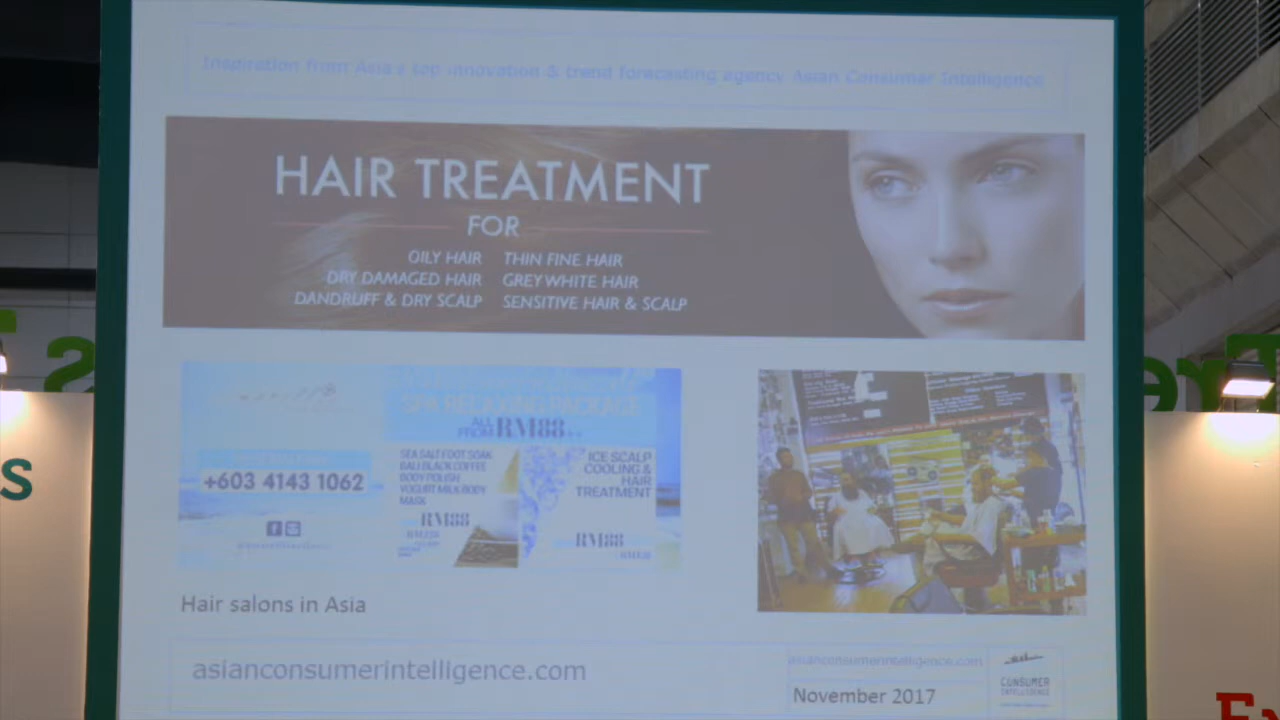 Inspiration from Asia's top innovation & trend forecasting agency Asian Consumer Intelligence
HAIR TREATMENT
FOR
OILY HAIR THIN FINE HAIR
DRY DAMAGED HAIR GREY WHITE HAIR
DANDRUFF & DRY SCALP SENSITIVE HAIR & SCALP
SPA RELAXING PACKAGE
ALL
FROM RM88++
+603 4143 1062
SEA SALT FOOT SOAK
BALI BLACK COFFEE
BODY POLISH
YOGURT MILK BODY
MASK
RM88
ICE SCALP
COOLING &
HAIR
TREATMENT
RM88
Hair salons in Asia
asianconsumerintelligence.com
asianconsumerintelligence.com
November 2017
CONSUMER
INTELLIGENCE
S
S
Tre